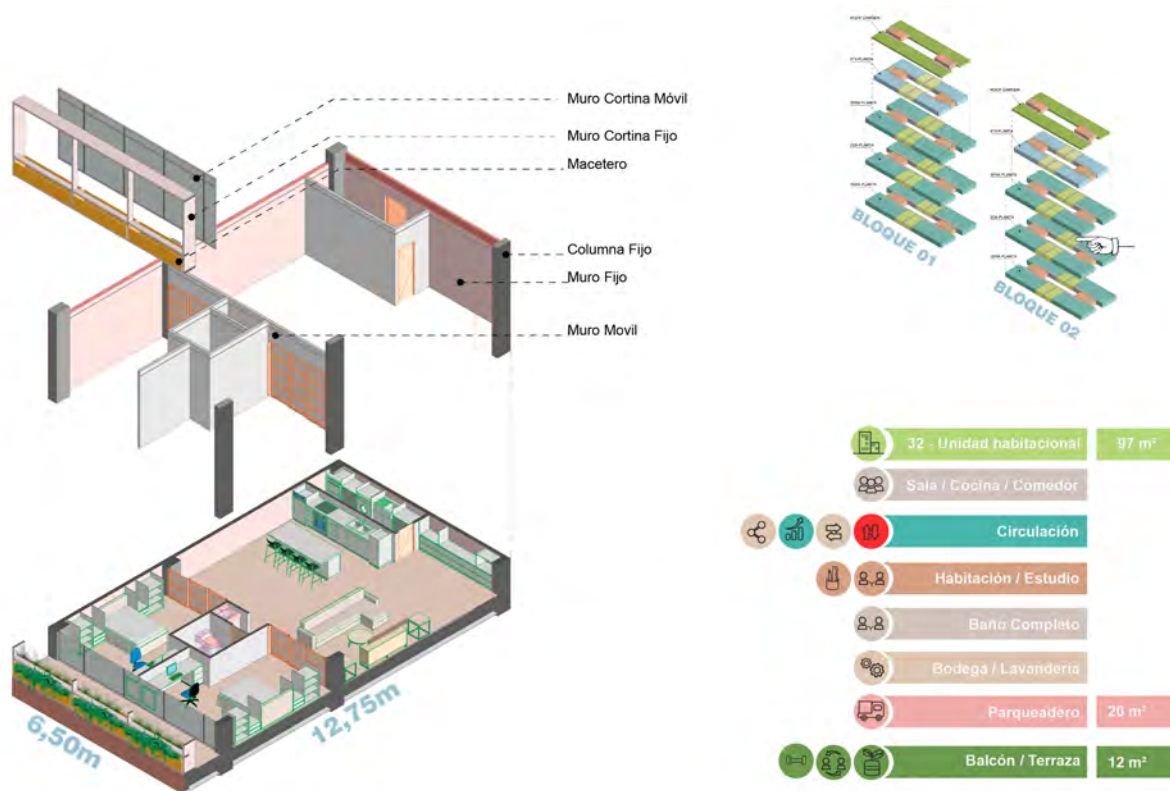 Muro Cortina Móvil
Muro Cortina Fijo
Macetero
Columna Fijo
Muro Fijo
Muro Movil
6,50m
12,75m
BLOQUE 01
BLOQUE 02
32 - Unidad habitacional 97 m²
Sala / Cocina / Comedor
Circulación
Habitación / Estudio
Baño Completo
Bodega / Lavandería
Parqueadero 20 m²
Balcón / Terraza 12 m²